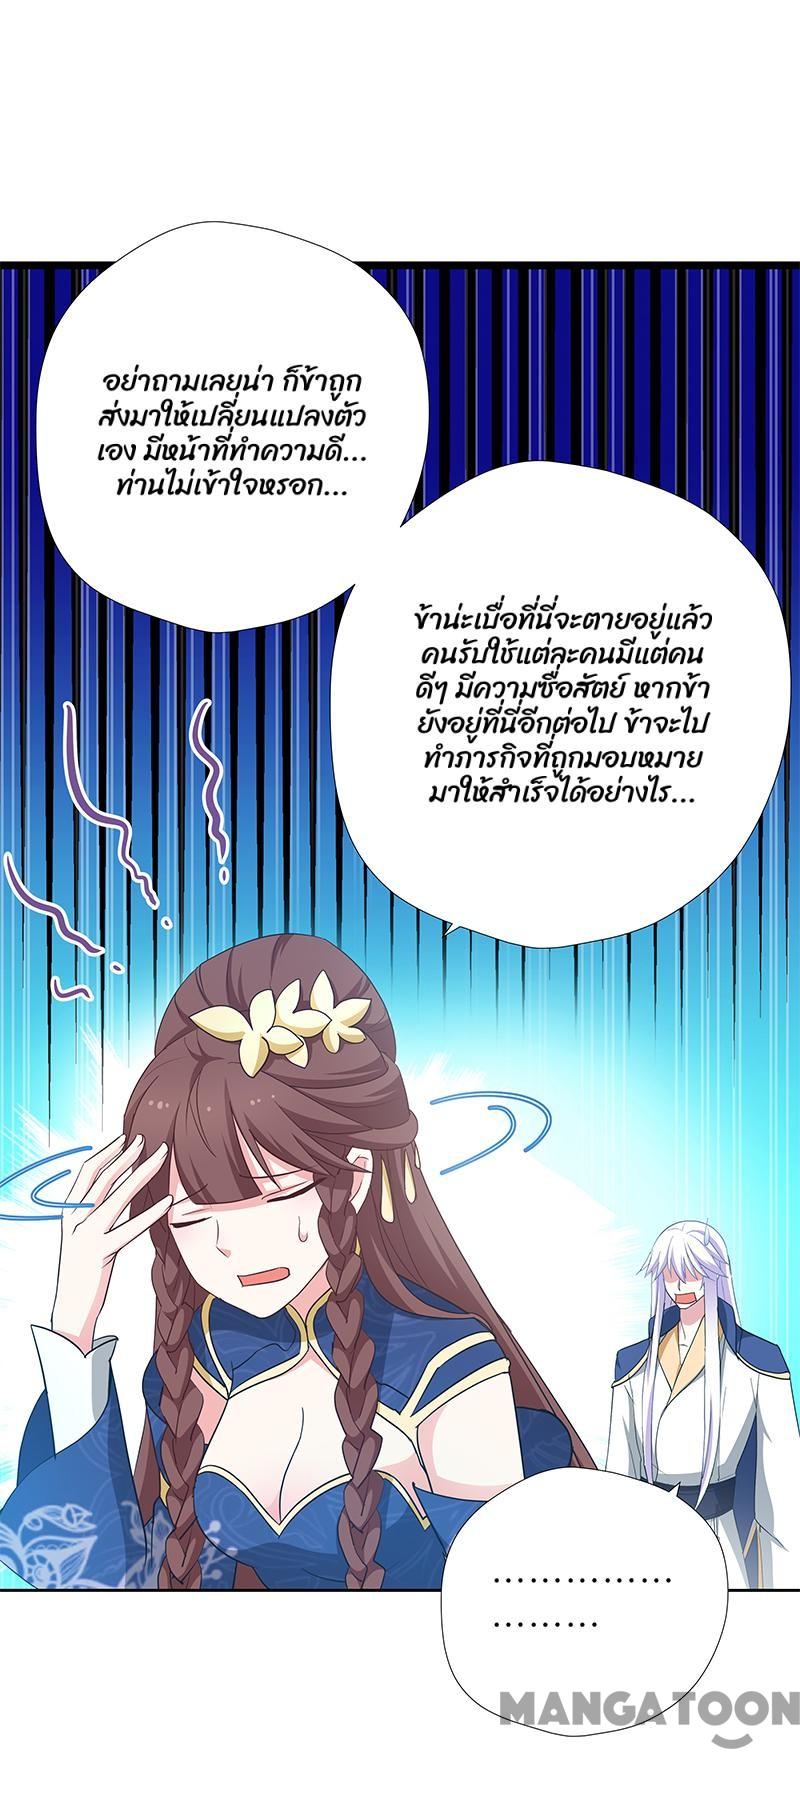 อย่าถามเลยน่า ก็ข้าถูก
ส่งมาให้เปลี่ยนแปลงตัว
เอง มีหน้าที่ทำความดี...
ท่านไม่เข้าใจหรอก...
ข้าน่ะเบื่อที่นี่จะตายอยู่แล้ว
คนรับใช้แต่ละคนมีแต่คน
ดีๆ มีความซื่อสัตย์ หากข้า
ยังอยู่ที่นี่อีกต่อไป ข้าจะไป
ทำภารกิจที่ถูกมอบหมาย
มาให้สำเร็จได้อย่างไร...
...............
.........
MANGATOON